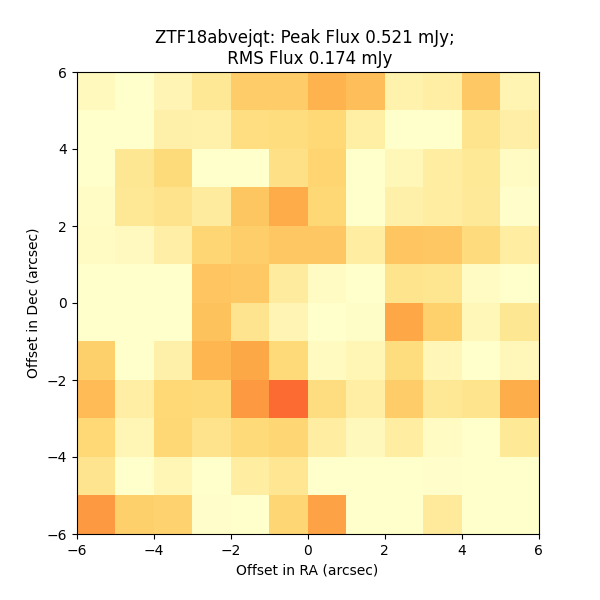 ZTF18abvejqt: Peak Flux 0.521 mJy;
RMS Flux 0.174 mJy
6
4
2
0
−2
−4
−6
Offset in Dec (arcsec)
−6 −4 −2 0 2 4 6
Offset in RA (arcsec)